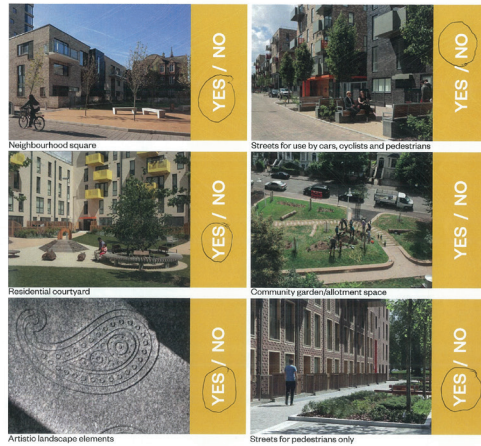 YES / NO
Neighbourhood square
YES / NO
Streets for use by cars, cyclists and pedestrians
YES / NO
Residential courtyard
YES / NO
Community garden/allotment space
YES / NO
Artistic landscape elements
YES / NO
Streets for pedestrians only